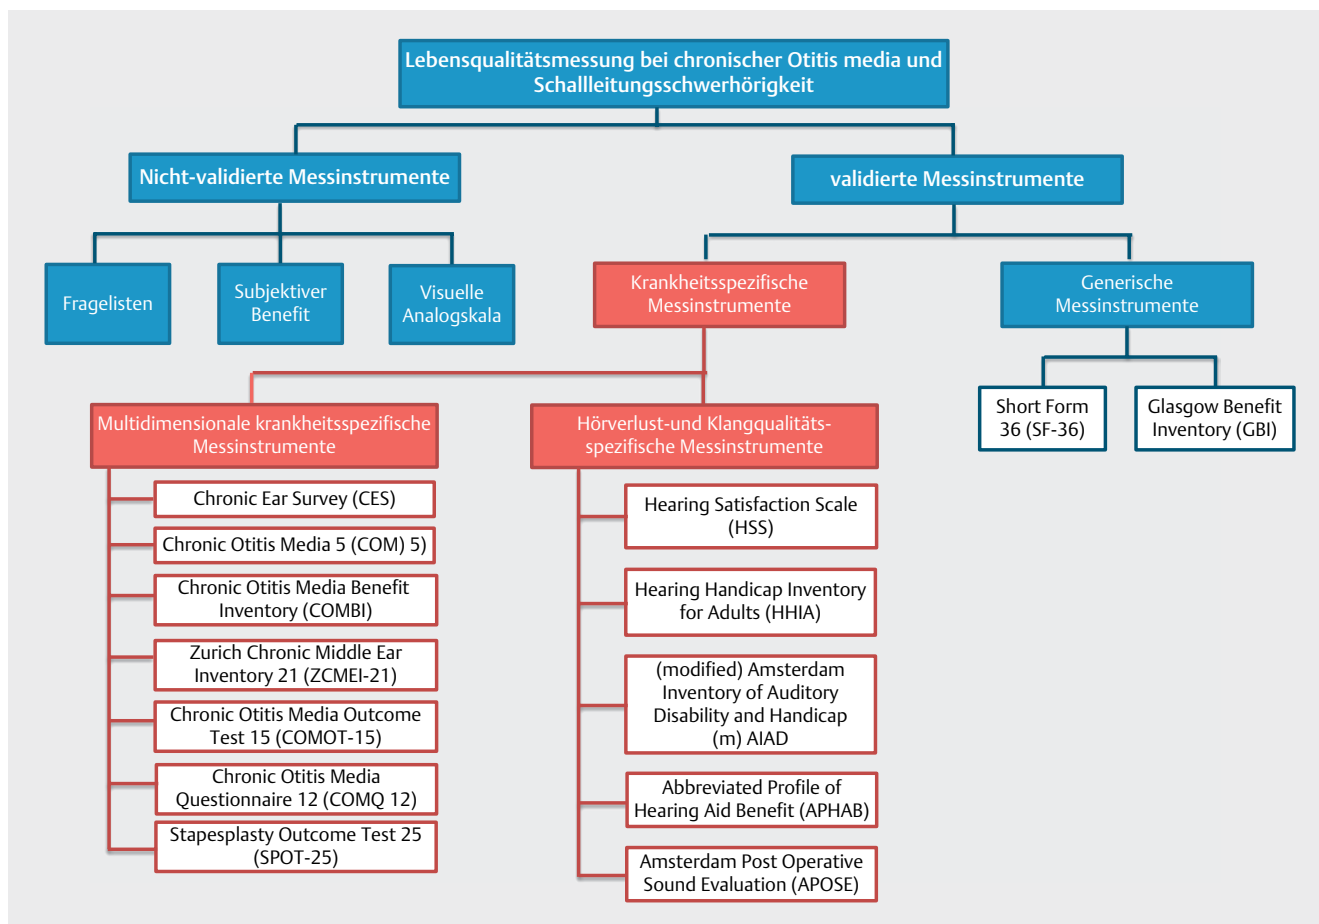 Lebensqualitätsmessung bei chronischer Otitis media und
Schallleitungsschwerhörigkeit
Nicht-validierte Messinstrumente
validierte Messinstrumente
Fragelisten
Subjektiver
Benefit
Visuelle
Analogskala
Krankheitsspezifische
Messinstrumente
Generische
Messinstrumente
Short Form
36 (SF-36)
Glasgow Benefit
Inventory (GBI)
Multidimensionale krankheitsspezifische
Messinstrumente
Chronic Ear Survey (CES)
Chronic Otitis Media 5 (COM) 5)
Chronic Otitis Media Benefit
Inventory (COMBI)
Zurich Chronic Middle Ear
Inventory 21 (ZCMEI-21)
Chronic Otitis Media Outcome
Test 15 (COMOT-15)
Chronic Otitis Media
Questionnaire 12 (COMQ 12)
Stapesplasty Outcome Test 25
(SPOT-25)
Hörverlust-und Klangqualitäts-
spezifische Messinstrumente
Hearing Satisfaction Scale
(HSS)
Hearing Handicap Inventory
for Adults (HHIA)
(modified) Amsterdam
Inventory of Auditory
Disability and Handicap
(m) AIAD
Abbreviated Profile of
Hearing Aid Benefit (APHAB)
Amsterdam Post Operative
Sound Evaluation (APOSE)